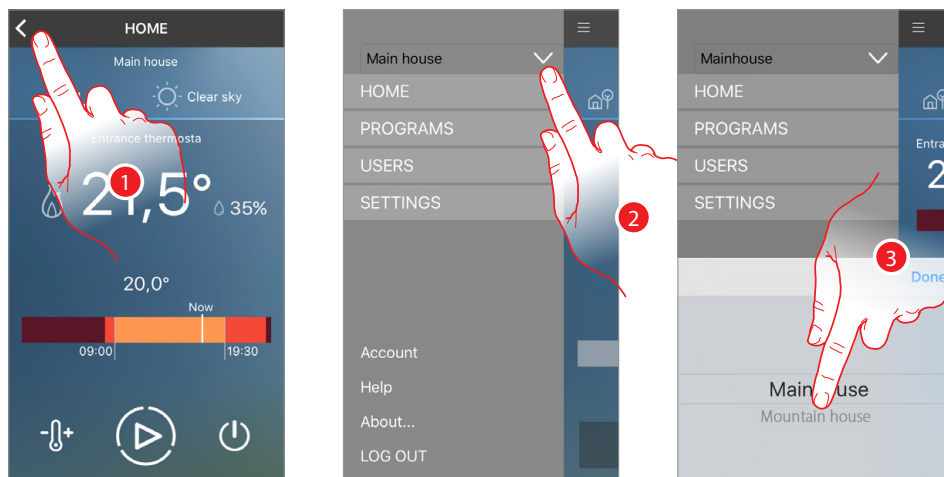 HOME
Main house
Clear sky
Entrance thermosta
1
21,5°
35%
20,0°
Now
09:00
19:30
- +
Main house
HOME
PROGRAMS
USERS
SETTINGS
2
Account
Help
About...
LOG OUT
Mainhouse
HOME
PROGRAMS
USERS
SETTINGS
Entra
2
3
Done
Main use
Mountain house